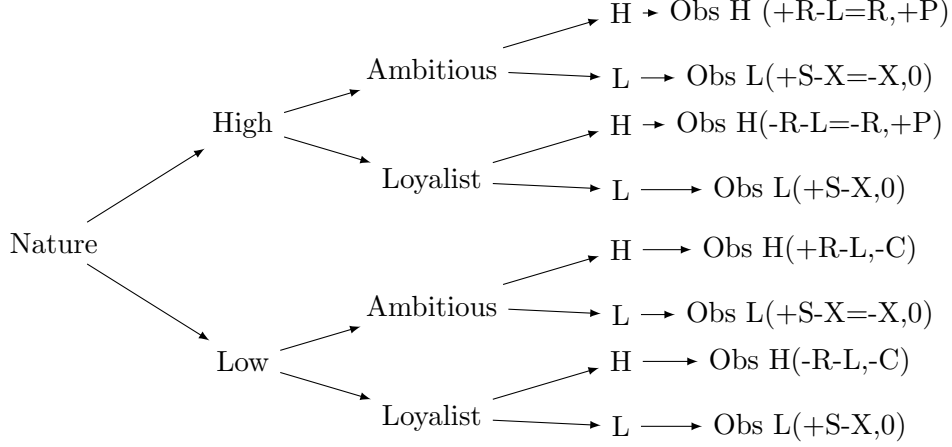 H Obs H (+R-L=R,+P)
Ambitious
L Obs L(+S-X=-X,0)
High
H Obs H(-R-L=-R,+P)
Loyalist
L Obs L(+S-X,0)
Nature
H Obs H(+R-L,-C)
Ambitious
L Obs L(+S-X=-X,0)
Low
H Obs H(-R-L,-C)
Loyalist
L Obs L(+S-X,0)